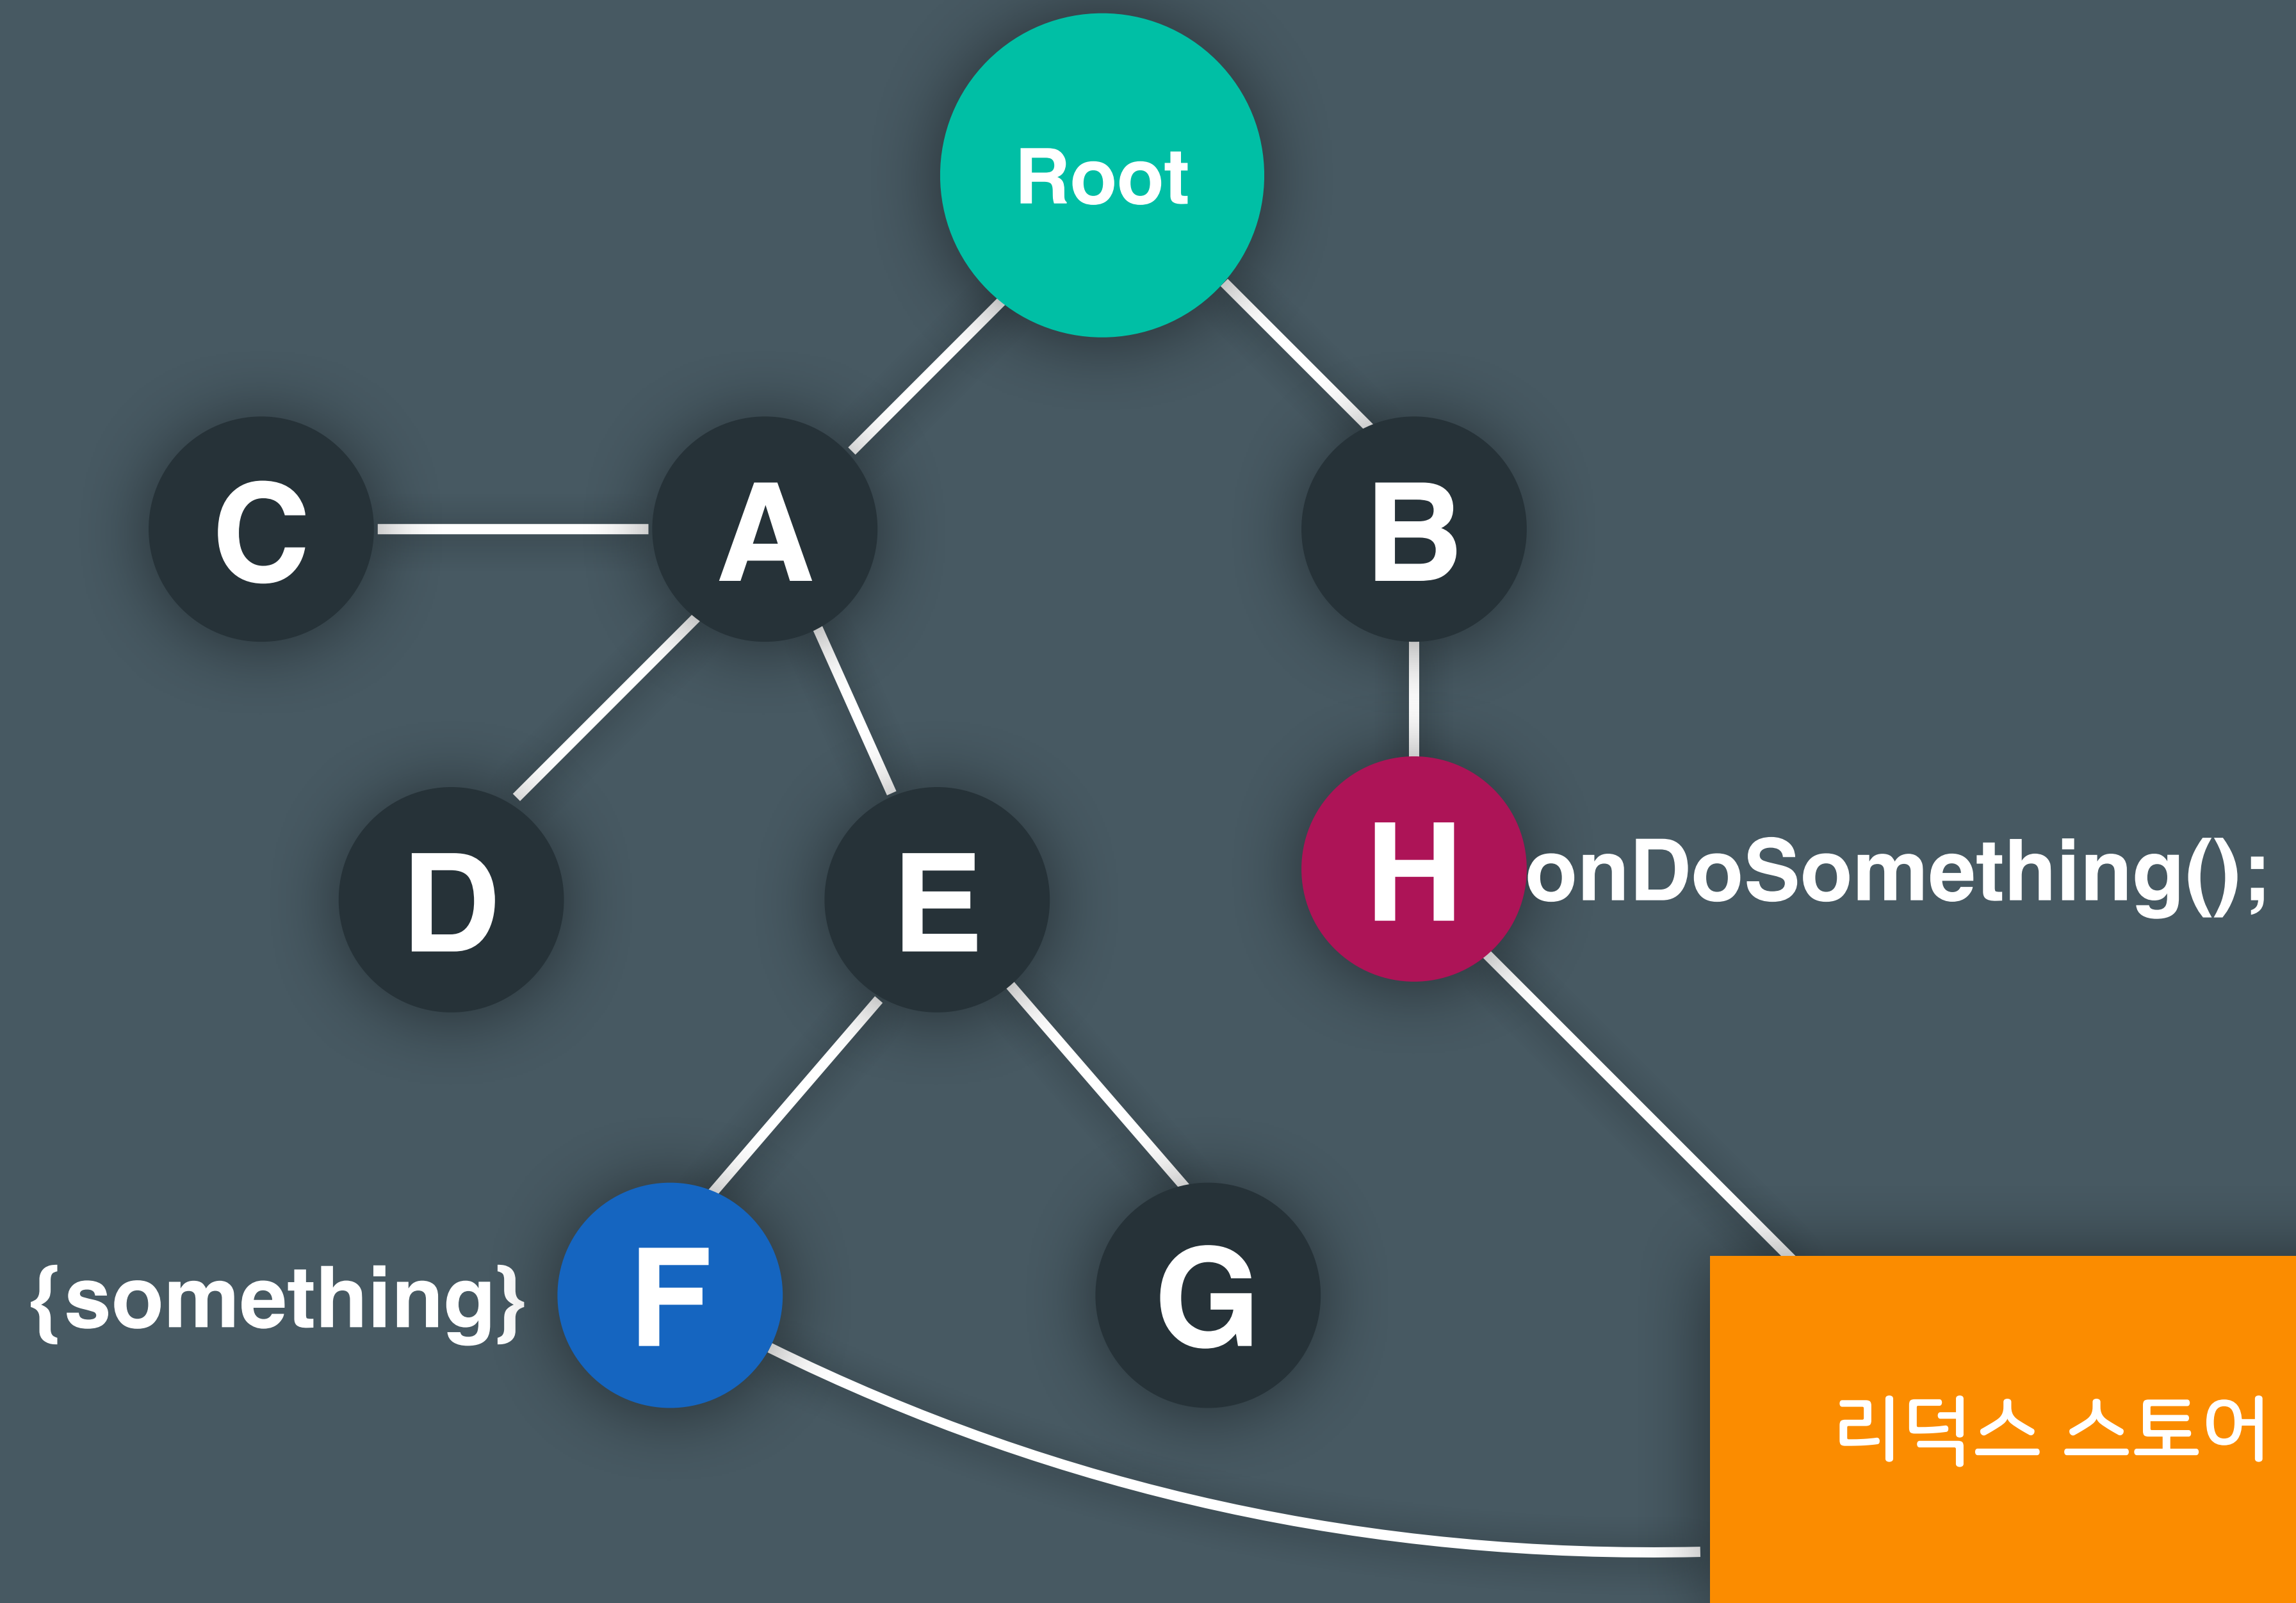 Root
C
A
B
D
E
H
onDoSomething();
{something}
F
G
리덕스 스토어